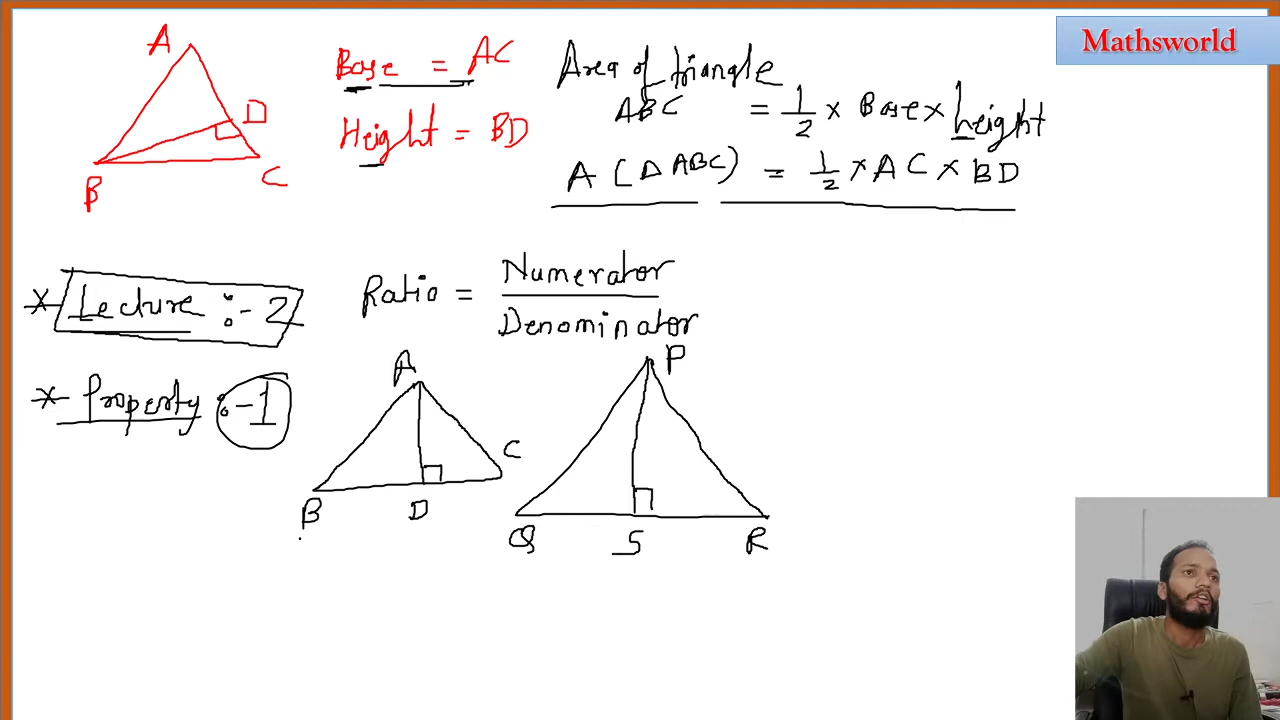 Mathsworld
A
D
B
C
Base = AC
Height = BD
Area of triangle
ABC = 1/2 × Base × height
A (Δ ABC) = 1/2 × AC × BD
* Lecture :- 2
Ratio = Numerator
Denominator
* Property :- 1
A
B
D
C
P
Q
S
R